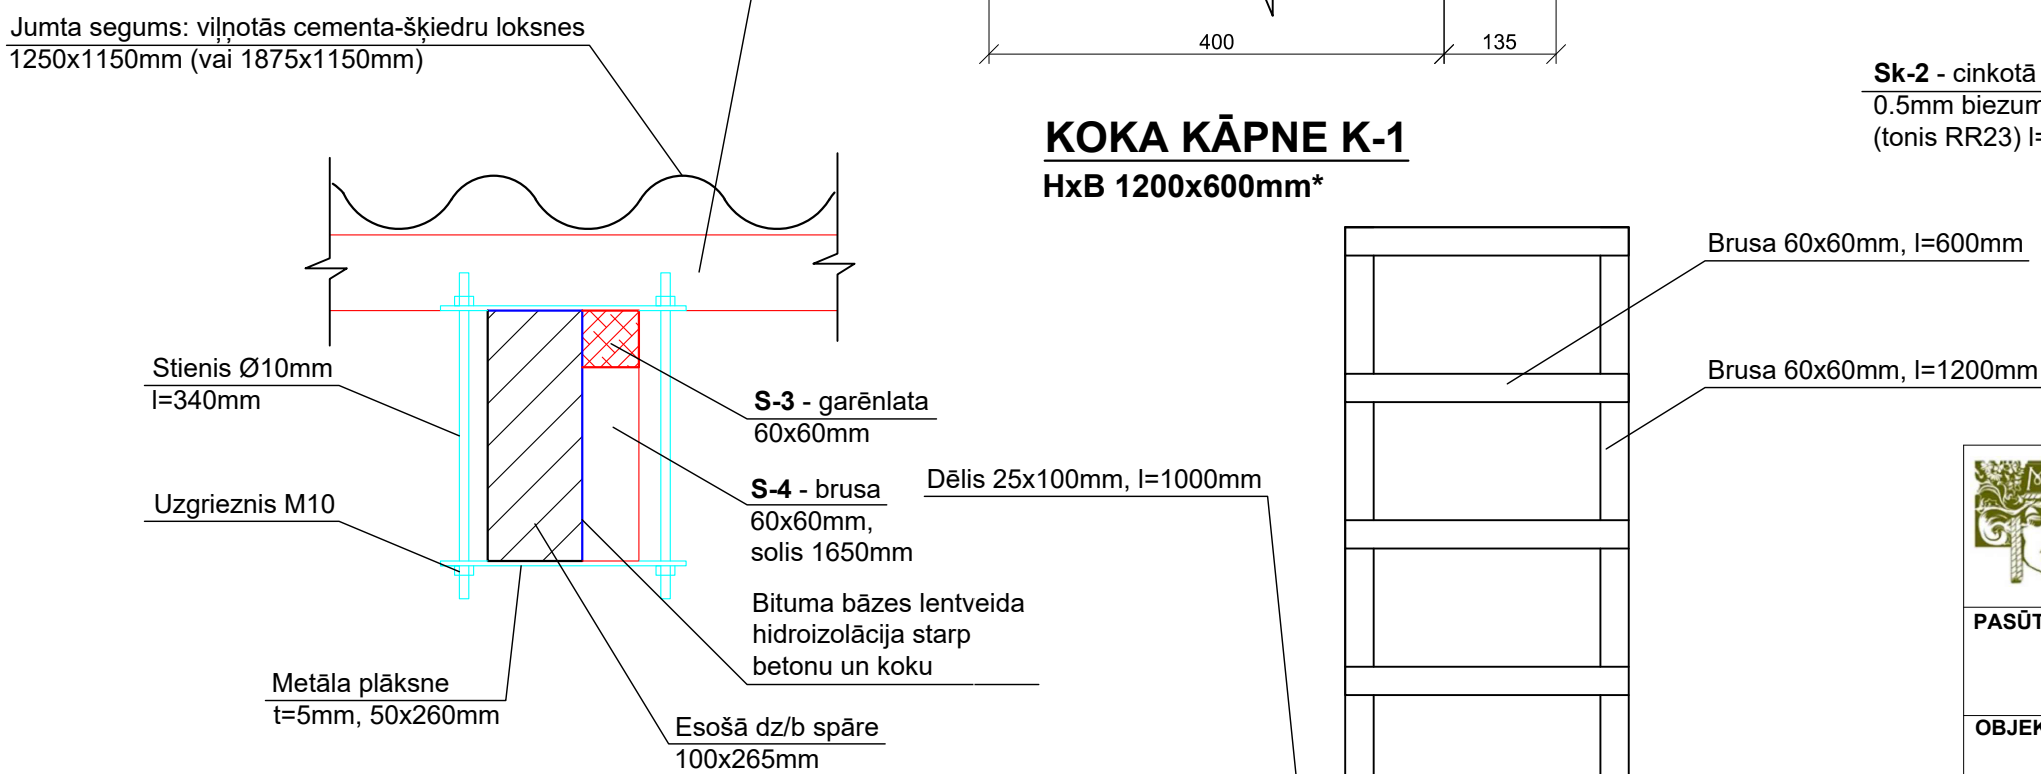 Jumta segums: viļņotās cementa-šķiedru loksnes
1250x1150mm (vai 1875x1150mm)
400
135
Sk-2 - cinkotā
0.5mm biezum
(tonis RR23) l=
KOKA KĀPNE K-1
HxB 1200x600mm*
Brusa 60x60mm, l=600mm
Brusa 60x60mm, l=1200mm
Stienis Ø10mm
l=340mm
S-3 - garēnlata
60x60mm
Uzgrieznis M10
S-4 - brusa
60x60mm,
solis 1650mm
Dēlis 25x100mm, l=1000mm
Bituma bāzes lentveida
hidroizolācija starp
betonu un koku
Metāla plāksne
t=5mm, 50x260mm
Esošā dz/b spāre
100x265mm
PASŪT
OBJEK